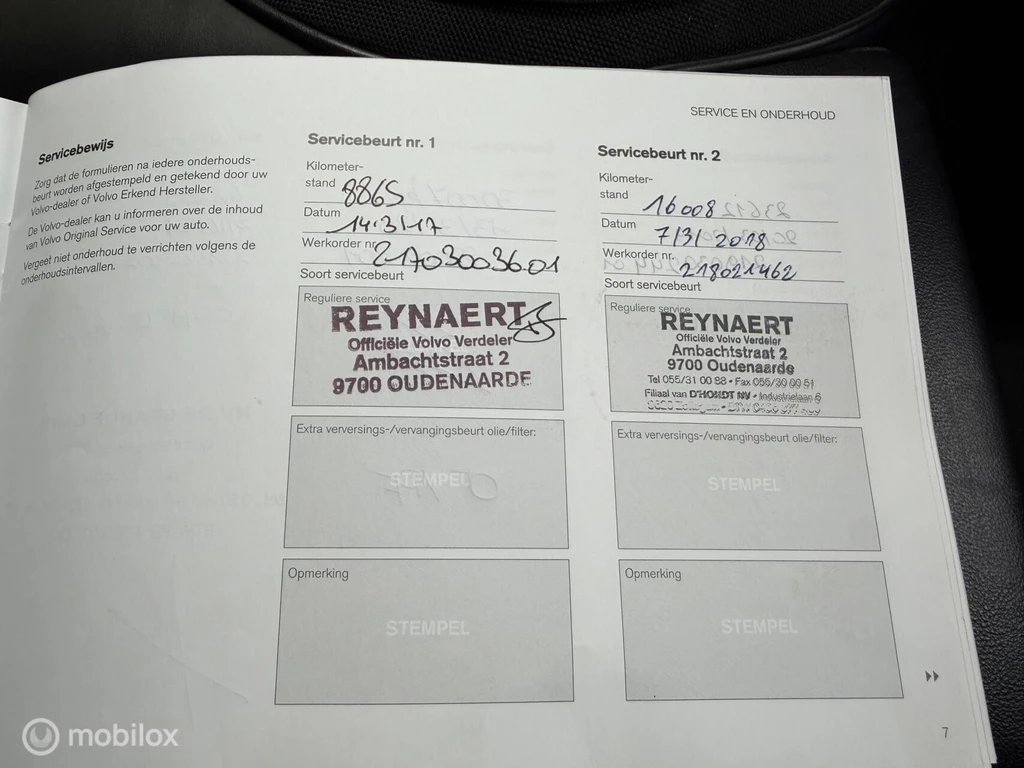 SERVICE EN ONDERHOUD
Servicebewijs
Zorg dat de formulieren na iedere onderhouds-
beurt worden afgestempeld en getekend door uw
Volvo-dealer of Volvo Erkend Hersteller.
De Volvo-dealer kan u informeren over de inhoud
van Volvo Original Service voor uw auto.
Vergeet niet onderhoud te verrichten volgens de
onderhoudsintervallen.
Servicebeurt nr. 1
Kilometer-
stand 8865
Datum 14.3.17
Werkorder nr. 217030036.01
Soort servicebeurt
Reguliere service
REYNAERT
Officiële Volvo Verdeler
Ambachtstraat 2
9700 OUDENAARDE
Extra verversings-/vervangingsbeurt olie/filter:
STEMPEL
Opmerking
STEMPEL
Servicebeurt nr. 2
Kilometer-
stand 16008
Datum 7/3/2018
Werkorder nr. 218021462
Soort servicebeurt
Reguliere service
REYNAERT
Officiële Volvo Verdeler
Ambachtstraat 2
9700 Oudenaarde
Tel 055/31 00 88 • Fax 055/30 00 51
Filiaal van D'HONDT NV • Industrielaan 6
Extra verversings-/vervangingsbeurt olie/filter:
STEMPEL
Opmerking
STEMPEL
7
mobilox